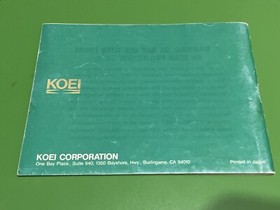 KOEI
KOEI CORPORATION
One Bay Plaza, Suite 540, 1350 Bayshore, Hwy. Burlingame, CA 94010
Printed in Japan